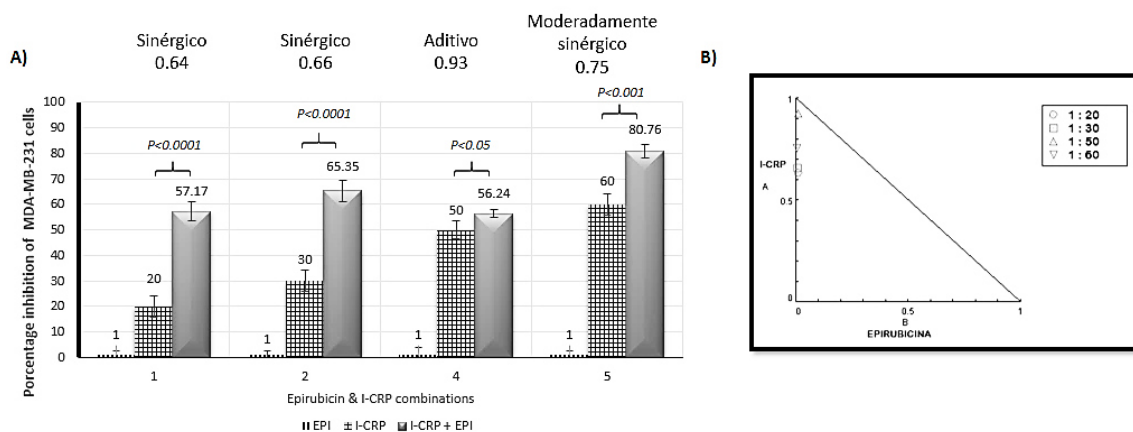 A)
Sinérgico
0.64
Sinérgico
0.66
Aditivo
0.93
Moderadamente
sinérgico
0.75
Porcentage inhibition of MDA-MB-231 cells
100
90
80
70
60
50
40
30
20
10
0
P<0.0001
P<0.0001
P<0.05
P<0.001
1
20
57.17
1
30
65.35
1
50
56.24
1
60
80.76
1
2
4
5
Epirubicin & I-CRP combinations
EPI I-CRP I-CRP + EPI
B)
1
I-CRP
A
0.5
0
0
0.5
1
B
EPIRUBICINA
1 : 20
1 : 30
1 : 50
1 : 60